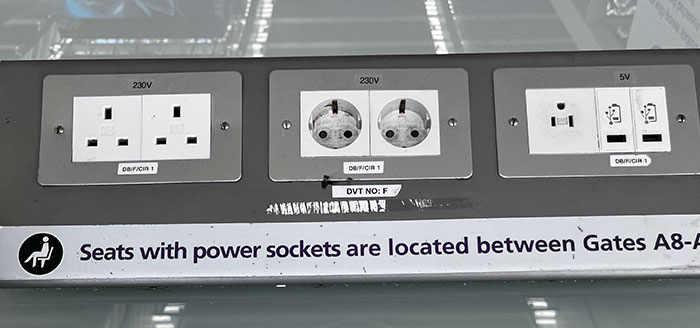 230V
230V
5V
DB/F/CIR 1
DB/F/CIR 1
DB/F/CIR 1
DVT NO: F
Seats with power sockets are located between Gates A8-